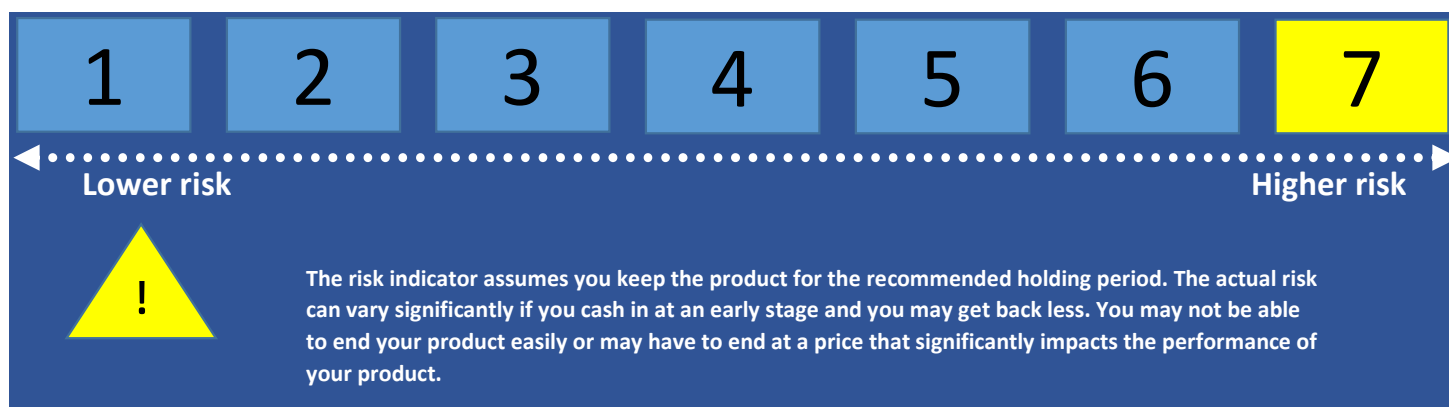 1 2 3 4 5 6 7
Lower risk Higher risk
!
The risk indicator assumes you keep the product for the recommended holding period. The actual risk
can vary significantly if you cash in at an early stage and you may get back less. You may not be able
to end your product easily or may have to end at a price that significantly impacts the performance of
your product.